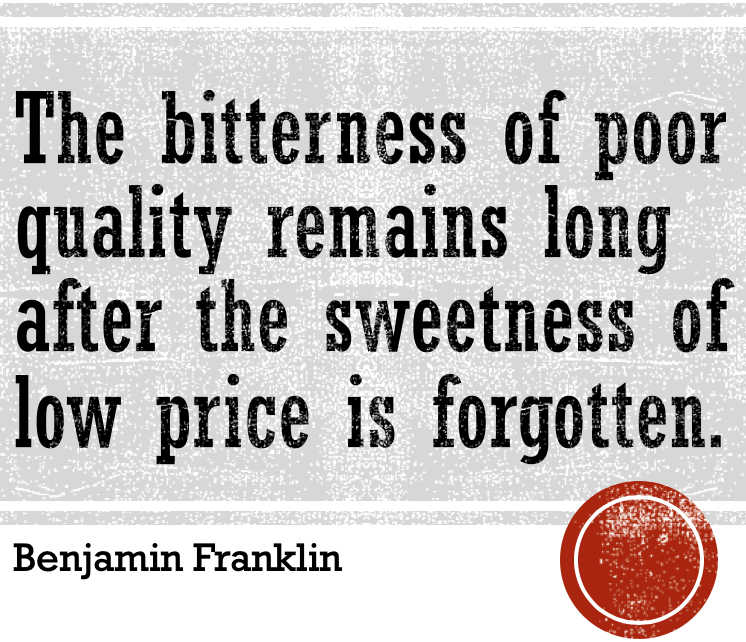 The bitterness of poor
quality remains long
after the sweetness of
low price is forgotten.
Benjamin Franklin